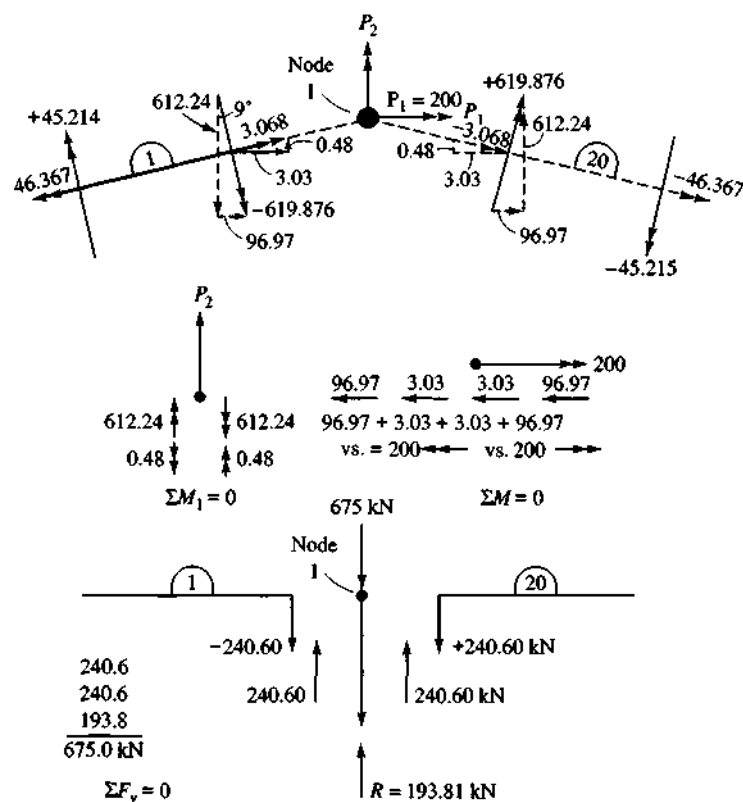 P2
Node
1
P1 = 200
P1
+619.876
612.24
9°
3.068
+45.214
1
46.367
0.48
3.03
-619.876
96.97
-3.068
612.24
0.48
3.03
20
-46.367
96.97
-45.215
P2
612.24
612.24
0.48
0.48
ΣM1 = 0
200
96.97 3.03 3.03 96.97
96.97 + 3.03 + 3.03 + 96.97
vs. = 200 vs. 200
ΣM = 0
675 kN
Node
1
1
20
-240.60
+240.60 kN
240.60
240.60 kN
240.6
240.6
193.8
675.0 kN
ΣFv ≃ 0
R = 193.81 kN